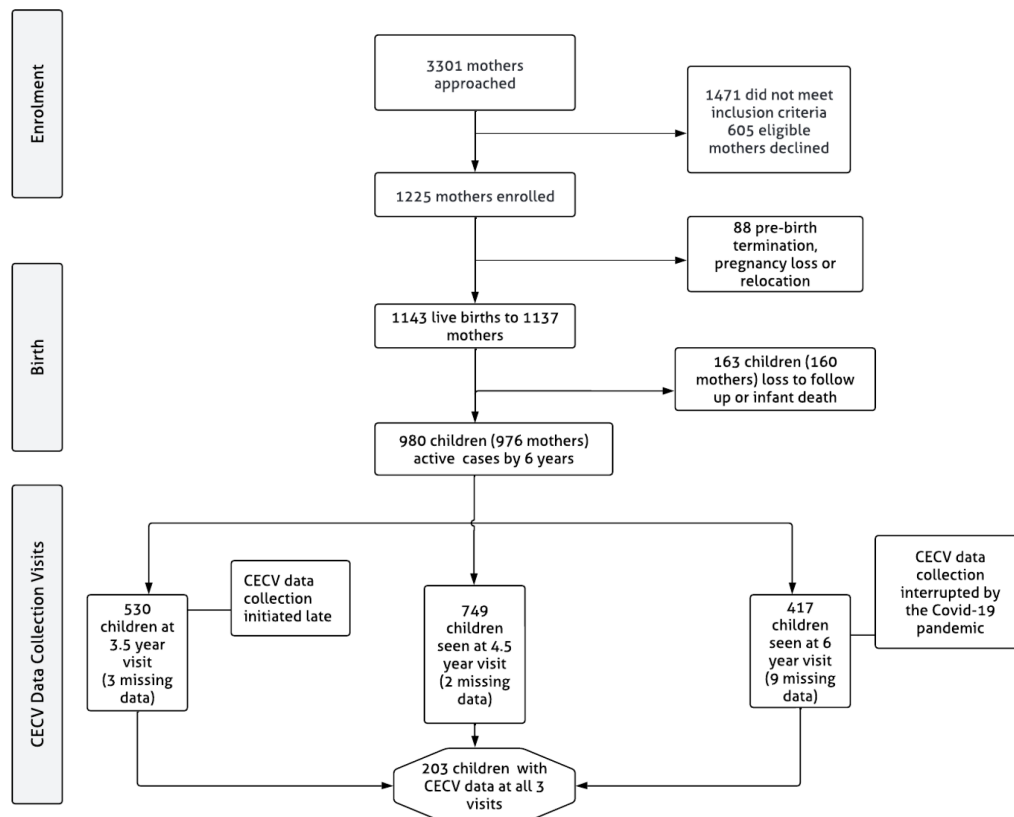 Enrolment
3301 mothers
approached
1471 did not meet
inclusion criteria
605 eligible
mothers declined
1225 mothers enrolled
88 pre-birth
termination,
pregnancy loss or
relocation
Birth
1143 live births to 1137
mothers
163 children (160
mothers) loss to follow
up or infant death
980 children (976 mothers)
active cases by 6 years
CECV Data Collection Visits
530
children at
3.5 year
visit
(3 missing
data)
CECV data
collection
initiated late
749
children
seen at 4.5
year visit
(2 missing
data)
417
children
seen at 6
year visit
(9 missing
data)
CECV data
collection
interrupted by
the Covid-19
pandemic
203 children with
CECV data at all 3
visits